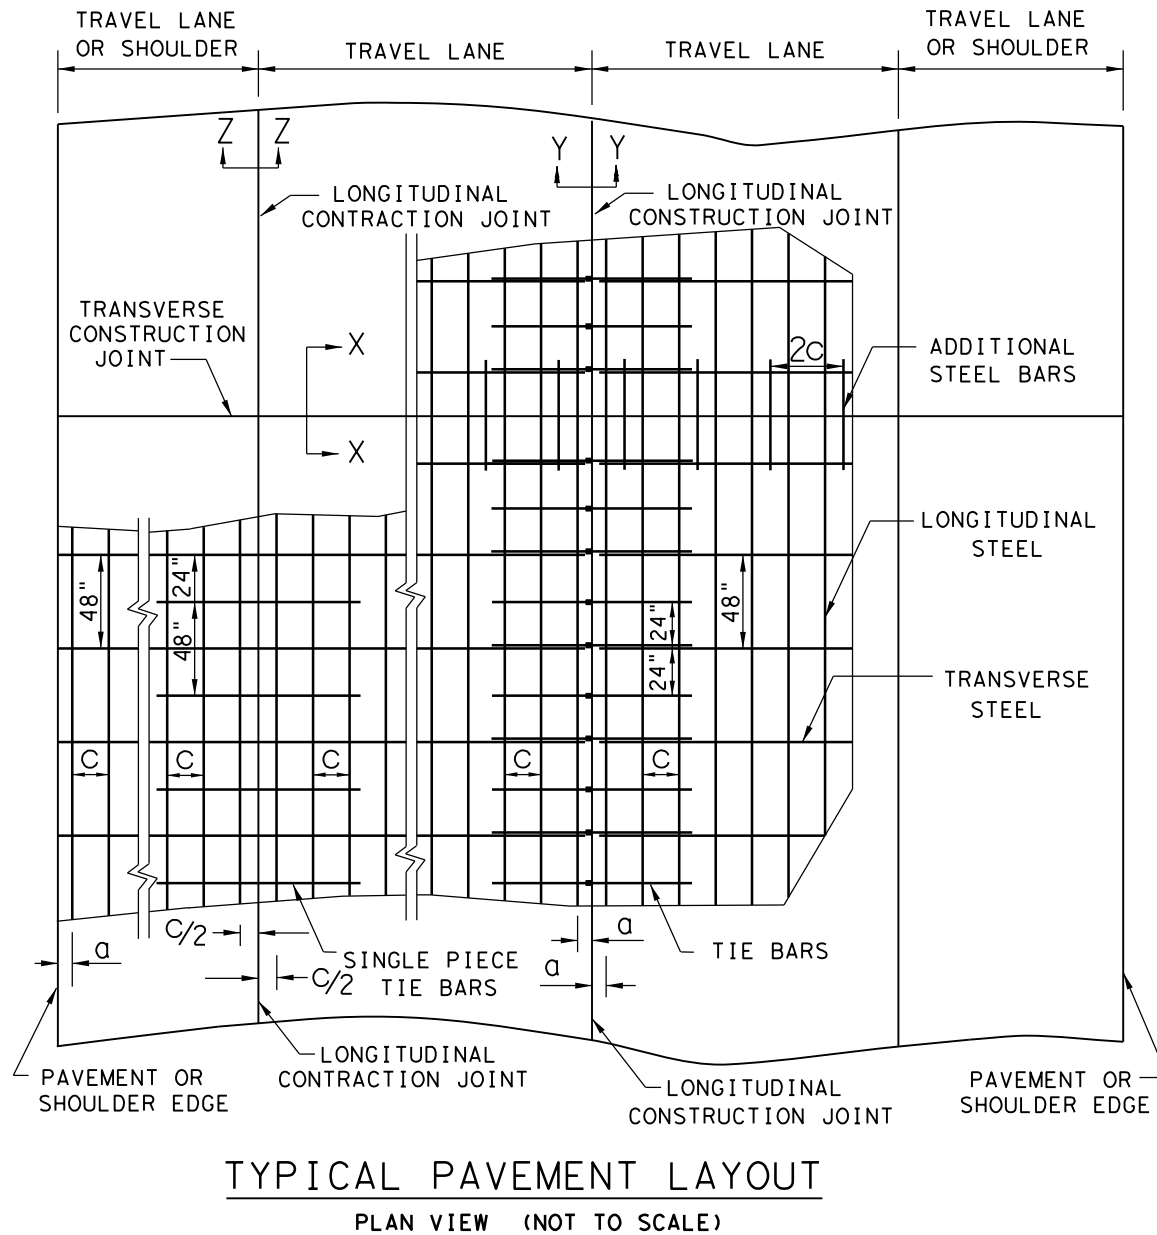 TRAVEL LANE
OR SHOULDER
TRAVEL LANE
TRAVEL LANE
TRAVEL LANE
OR SHOULDER
Z Z
Y Y
LONGITUDINAL
CONTRACTION JOINT
LONGITUDINAL
CONSTRUCTION JOINT
TRANSVERSE
CONSTRUCTION
JOINT
X
X
2c
ADDITIONAL
STEEL BARS
LONGITUDINAL
STEEL
48"
24"
48"
24"
24"
48"
TRANSVERSE
STEEL
C
C
C
C
C
C/2
a
C/2
SINGLE PIECE
TIE BARS
a
a
TIE BARS
LONGITUDINAL
CONTRACTION JOINT
PAVEMENT OR
SHOULDER EDGE
LONGITUDINAL
CONSTRUCTION JOINT
PAVEMENT OR
SHOULDER EDGE
TYPICAL PAVEMENT LAYOUT
PLAN VIEW (NOT TO SCALE)